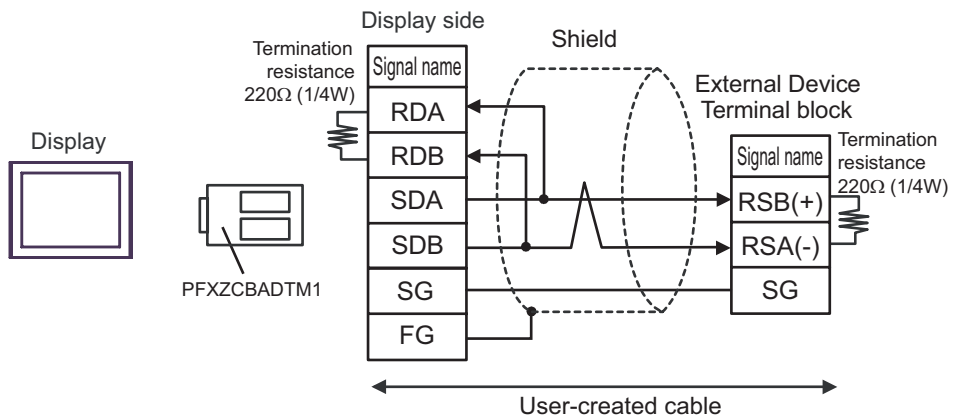 Display
PFXZCBADTM1
Display side
Termination
resistance
220Ω (1/4W)
Signal name
RDA
RDB
SDA
SDB
SG
FG
Shield
External Device
Terminal block
Signal name
RSB(+)
RSA(-)
SG
Termination
resistance
220Ω (1/4W)
User-created cable